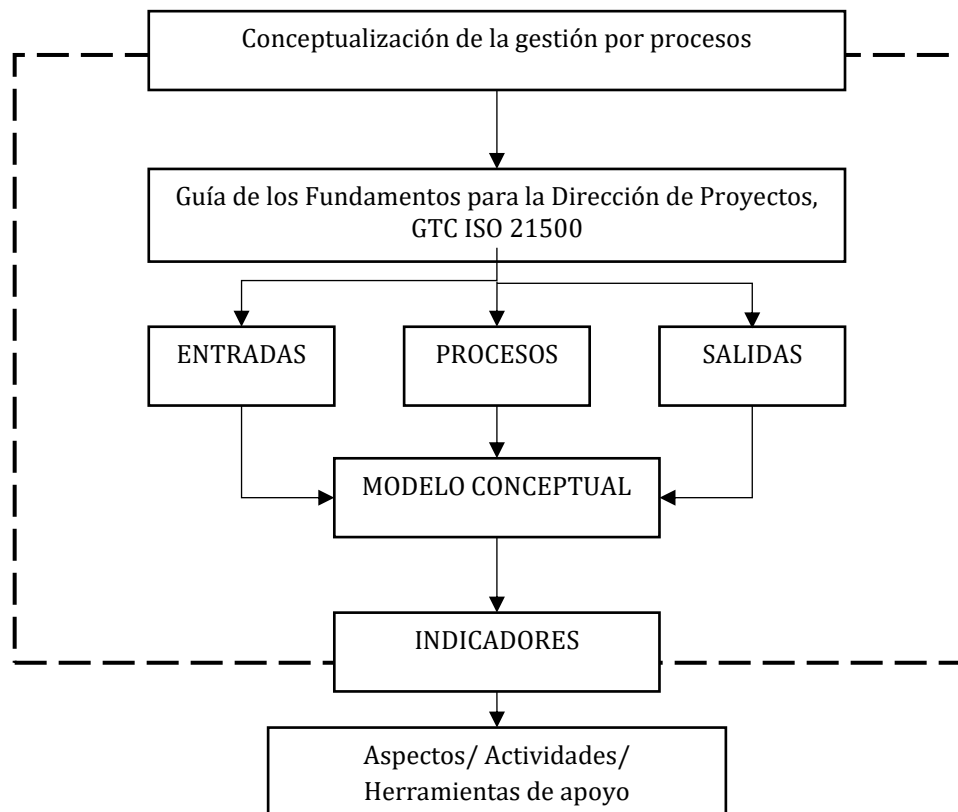 Conceptualización de la gestión por procesos
Guía de los Fundamentos para la Dirección de Proyectos,
GTC ISO 21500
ENTRADAS
PROCESOS
SALIDAS
MODELO CONCEPTUAL
INDICADORES
Aspectos/ Actividades/
Herramientas de apoyo